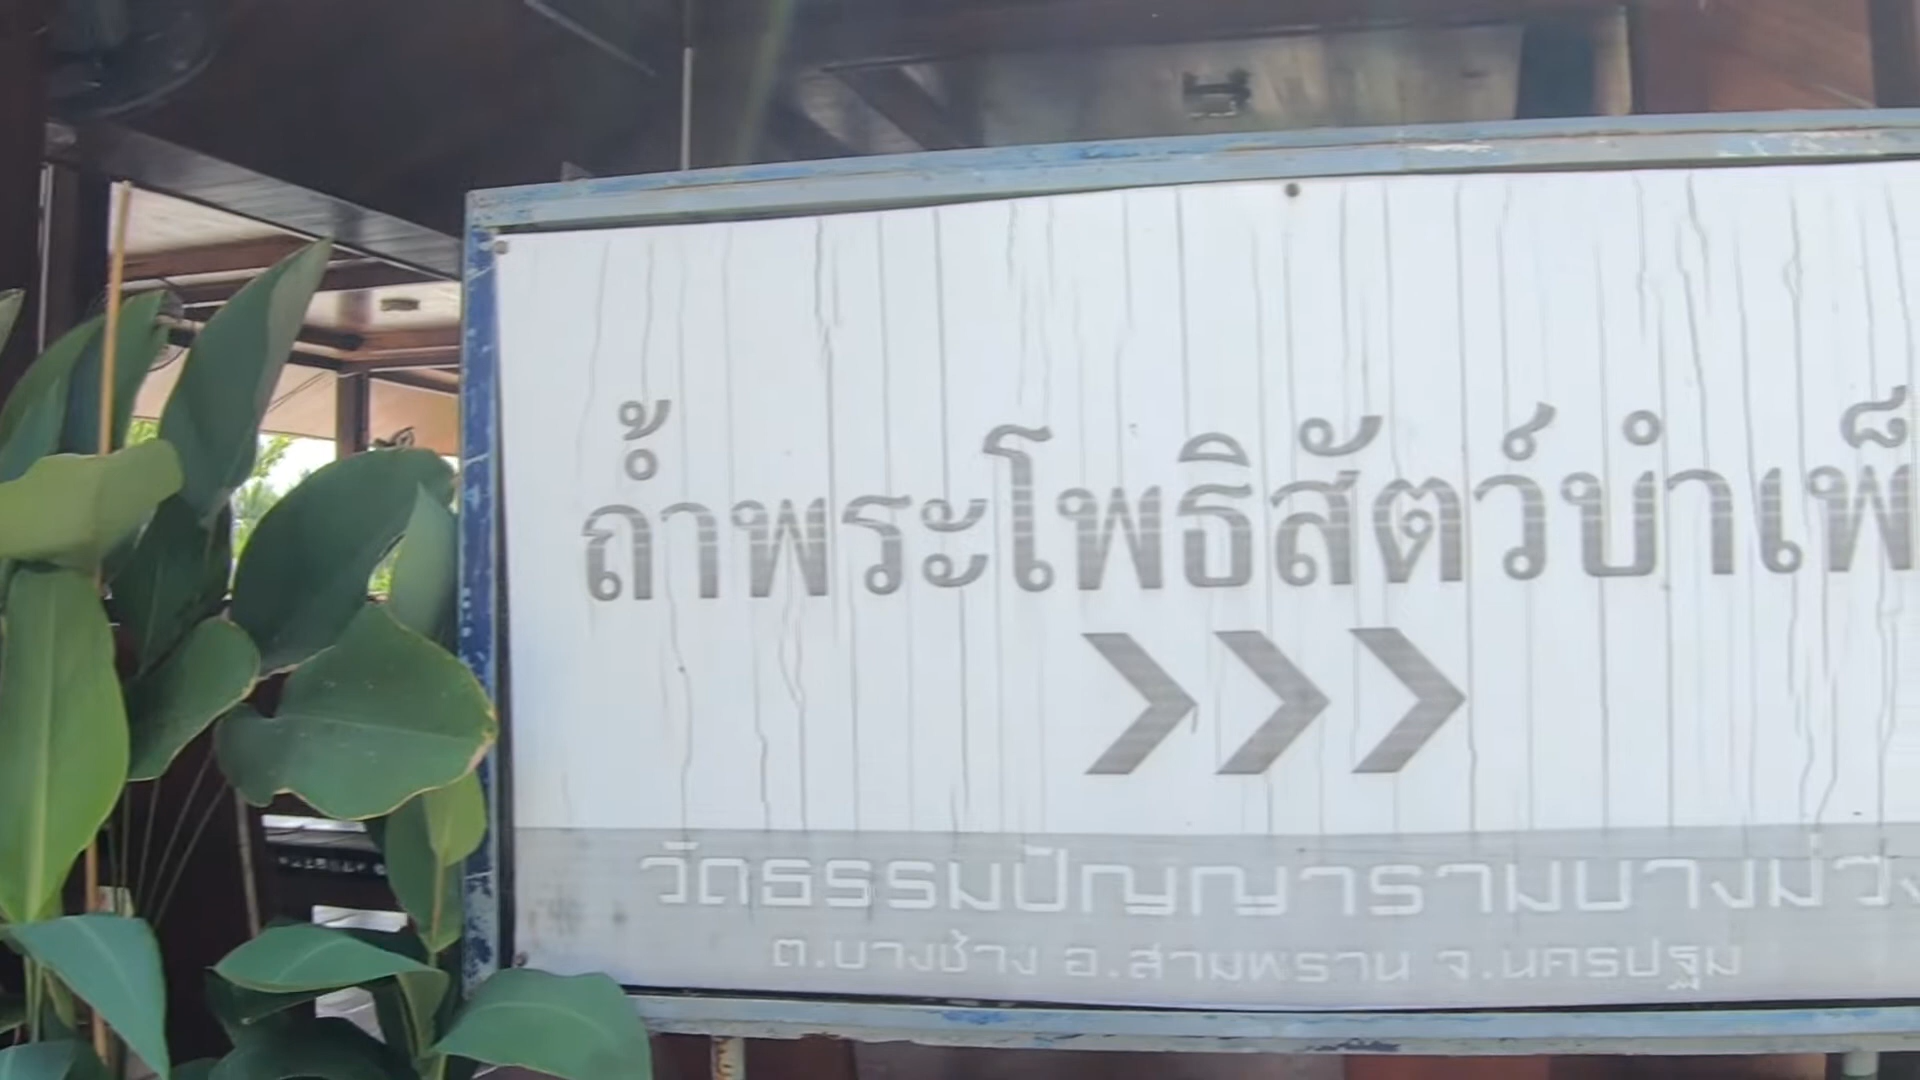 ถ้ำพระโพธิสัตว์บำเพ็
วัดธรรมปัญญารามบางม่วง
ต.บางช้าง อ.สามพราน จ.นครปฐม